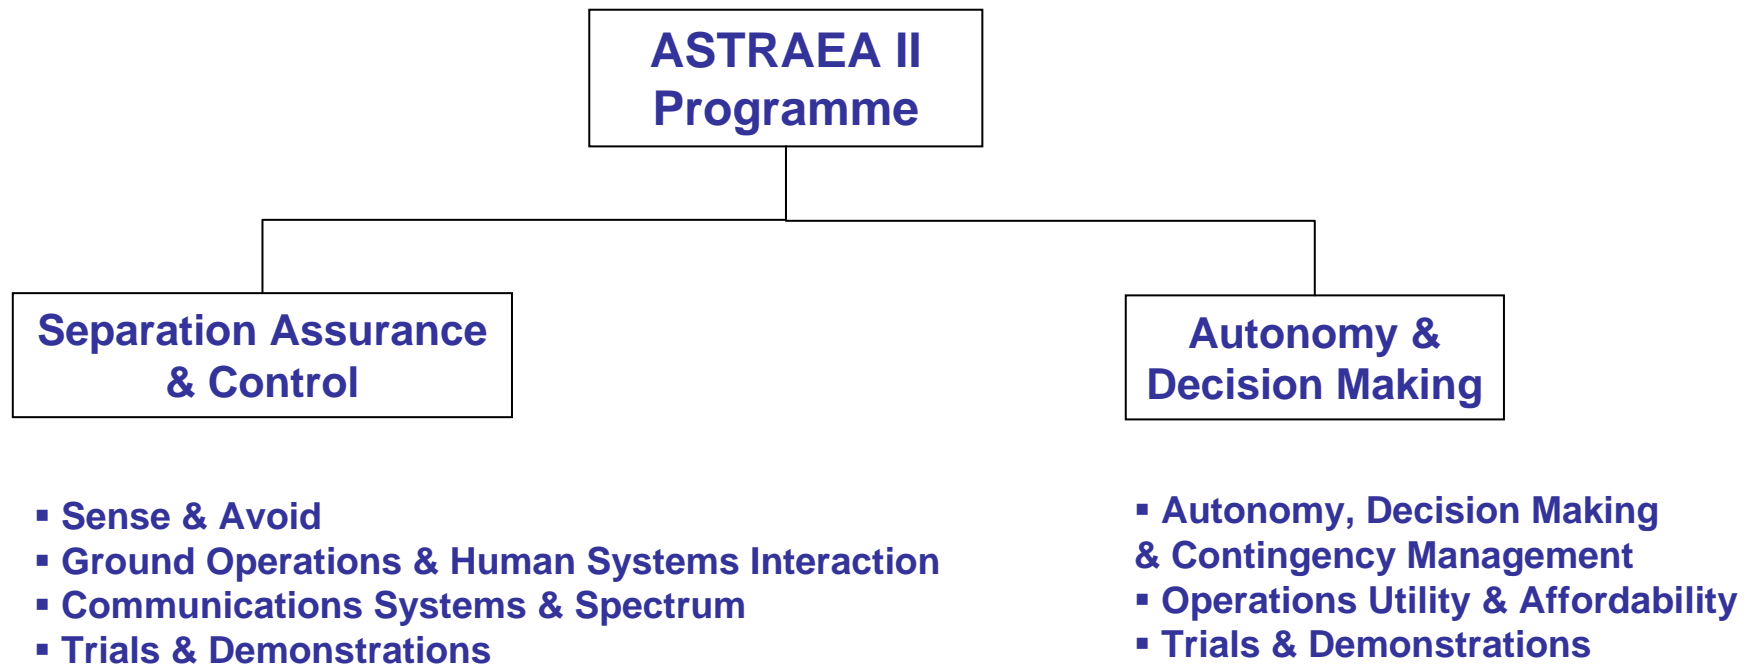 ASTRAEA II
Programme
Separation Assurance
& Control
Autonomy &
Decision Making
▪ Sense & Avoid
▪ Ground Operations & Human Systems Interaction
▪ Communications Systems & Spectrum
▪ Trials & Demonstrations
▪ Autonomy, Decision Making
& Contingency Management
▪ Operations Utility & Affordability
▪ Trials & Demonstrations